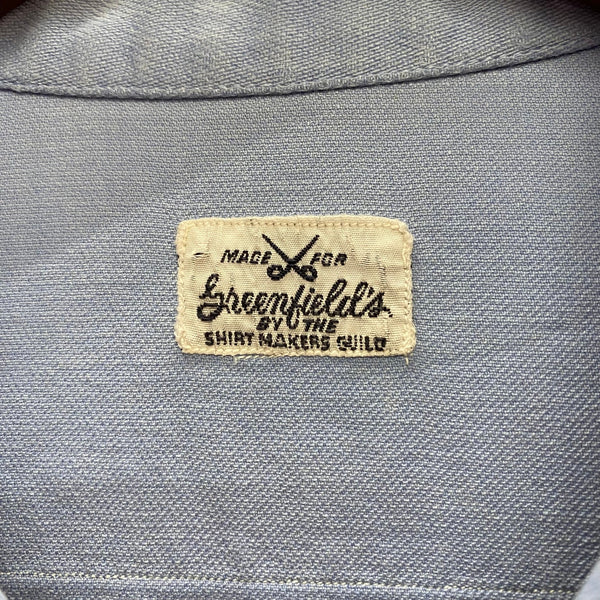 MADE FOR
Greenfield's
BY THE
SHIRT MAKERS GUILD